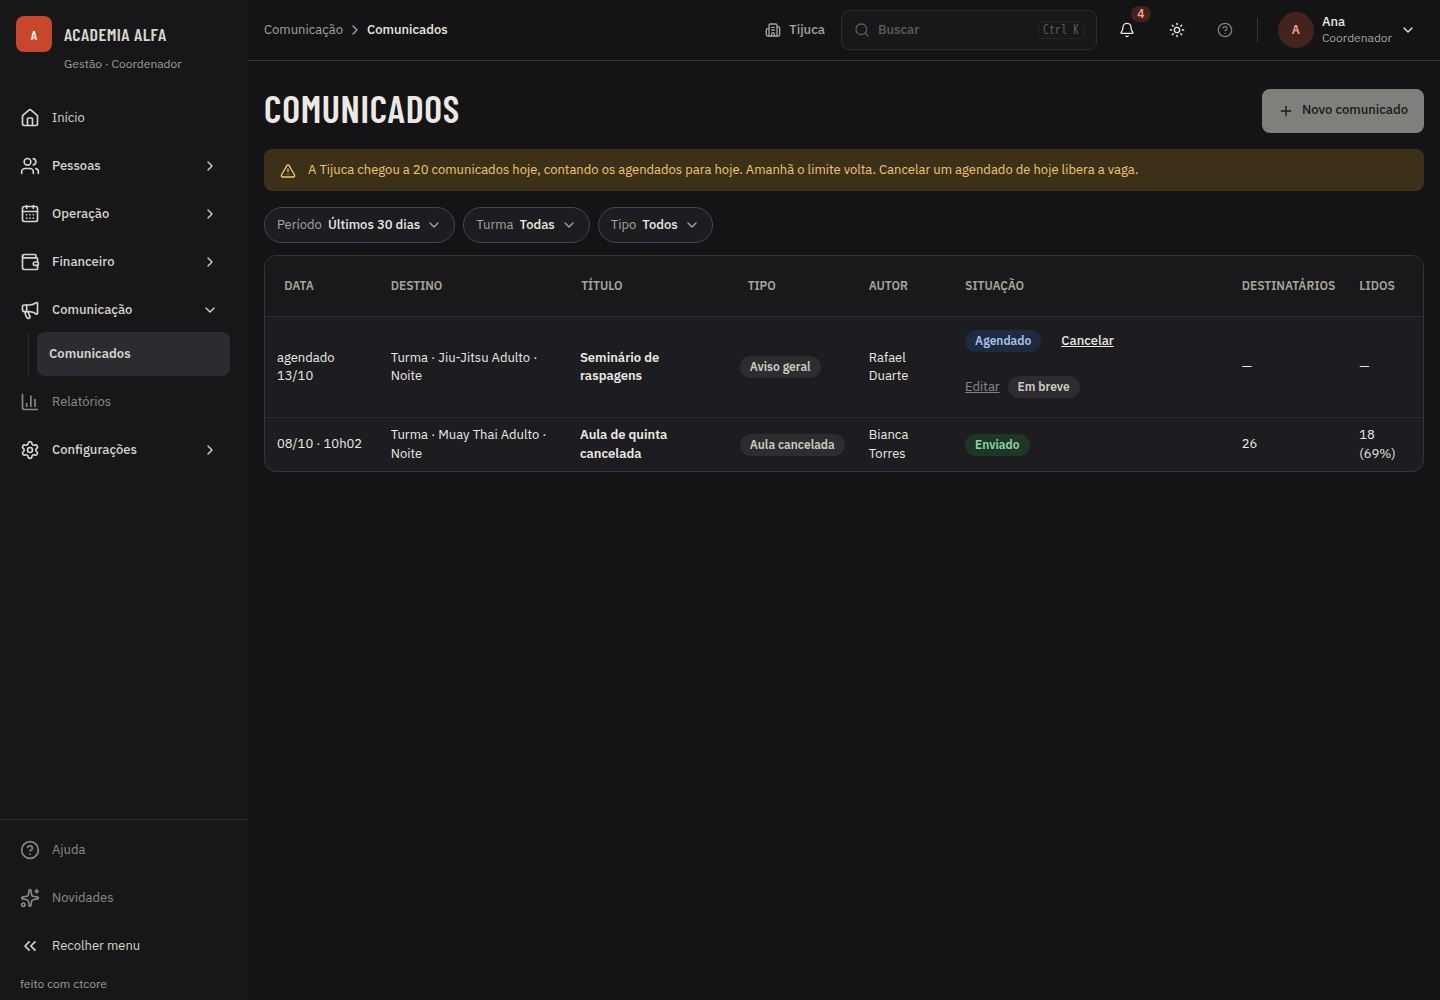 A
ACADEMIA ALFA
Gestão · Coordenador
Início
Pessoas
Operação
Financeiro
Comunicação
Comunicados
Relatórios
Configurações
Ajuda
Novidades
Recolher menu
feito com ctcore
Comunicação
Comunicados
Tijuca
Buscar
Ctrl K
4
A
Ana
Coordenador
COMUNICADOS
Novo comunicado
A Tijuca chegou a 20 comunicados hoje, contando os agendados para hoje. Amanhã o limite volta. Cancelar um agendado de hoje libera a vaga.
Período Últimos 30 dias
Turma Todas
Tipo Todos
DATA DESTINO TÍTULO TIPO AUTOR SITUAÇÃO DESTINATÁRIOS LIDOS
agendado
13/10
Turma · Jiu-Jitsu Adulto ·
Noite
Seminário de
raspagens
Aviso geral
Rafael
Duarte
Agendado Cancelar
Editar Em breve
—
—
08/10 · 10h02
Turma · Muay Thai Adulto ·
Noite
Aula de quinta
cancelada
Aula cancelada
Bianca
Torres
Enviado
26
18
(69%)